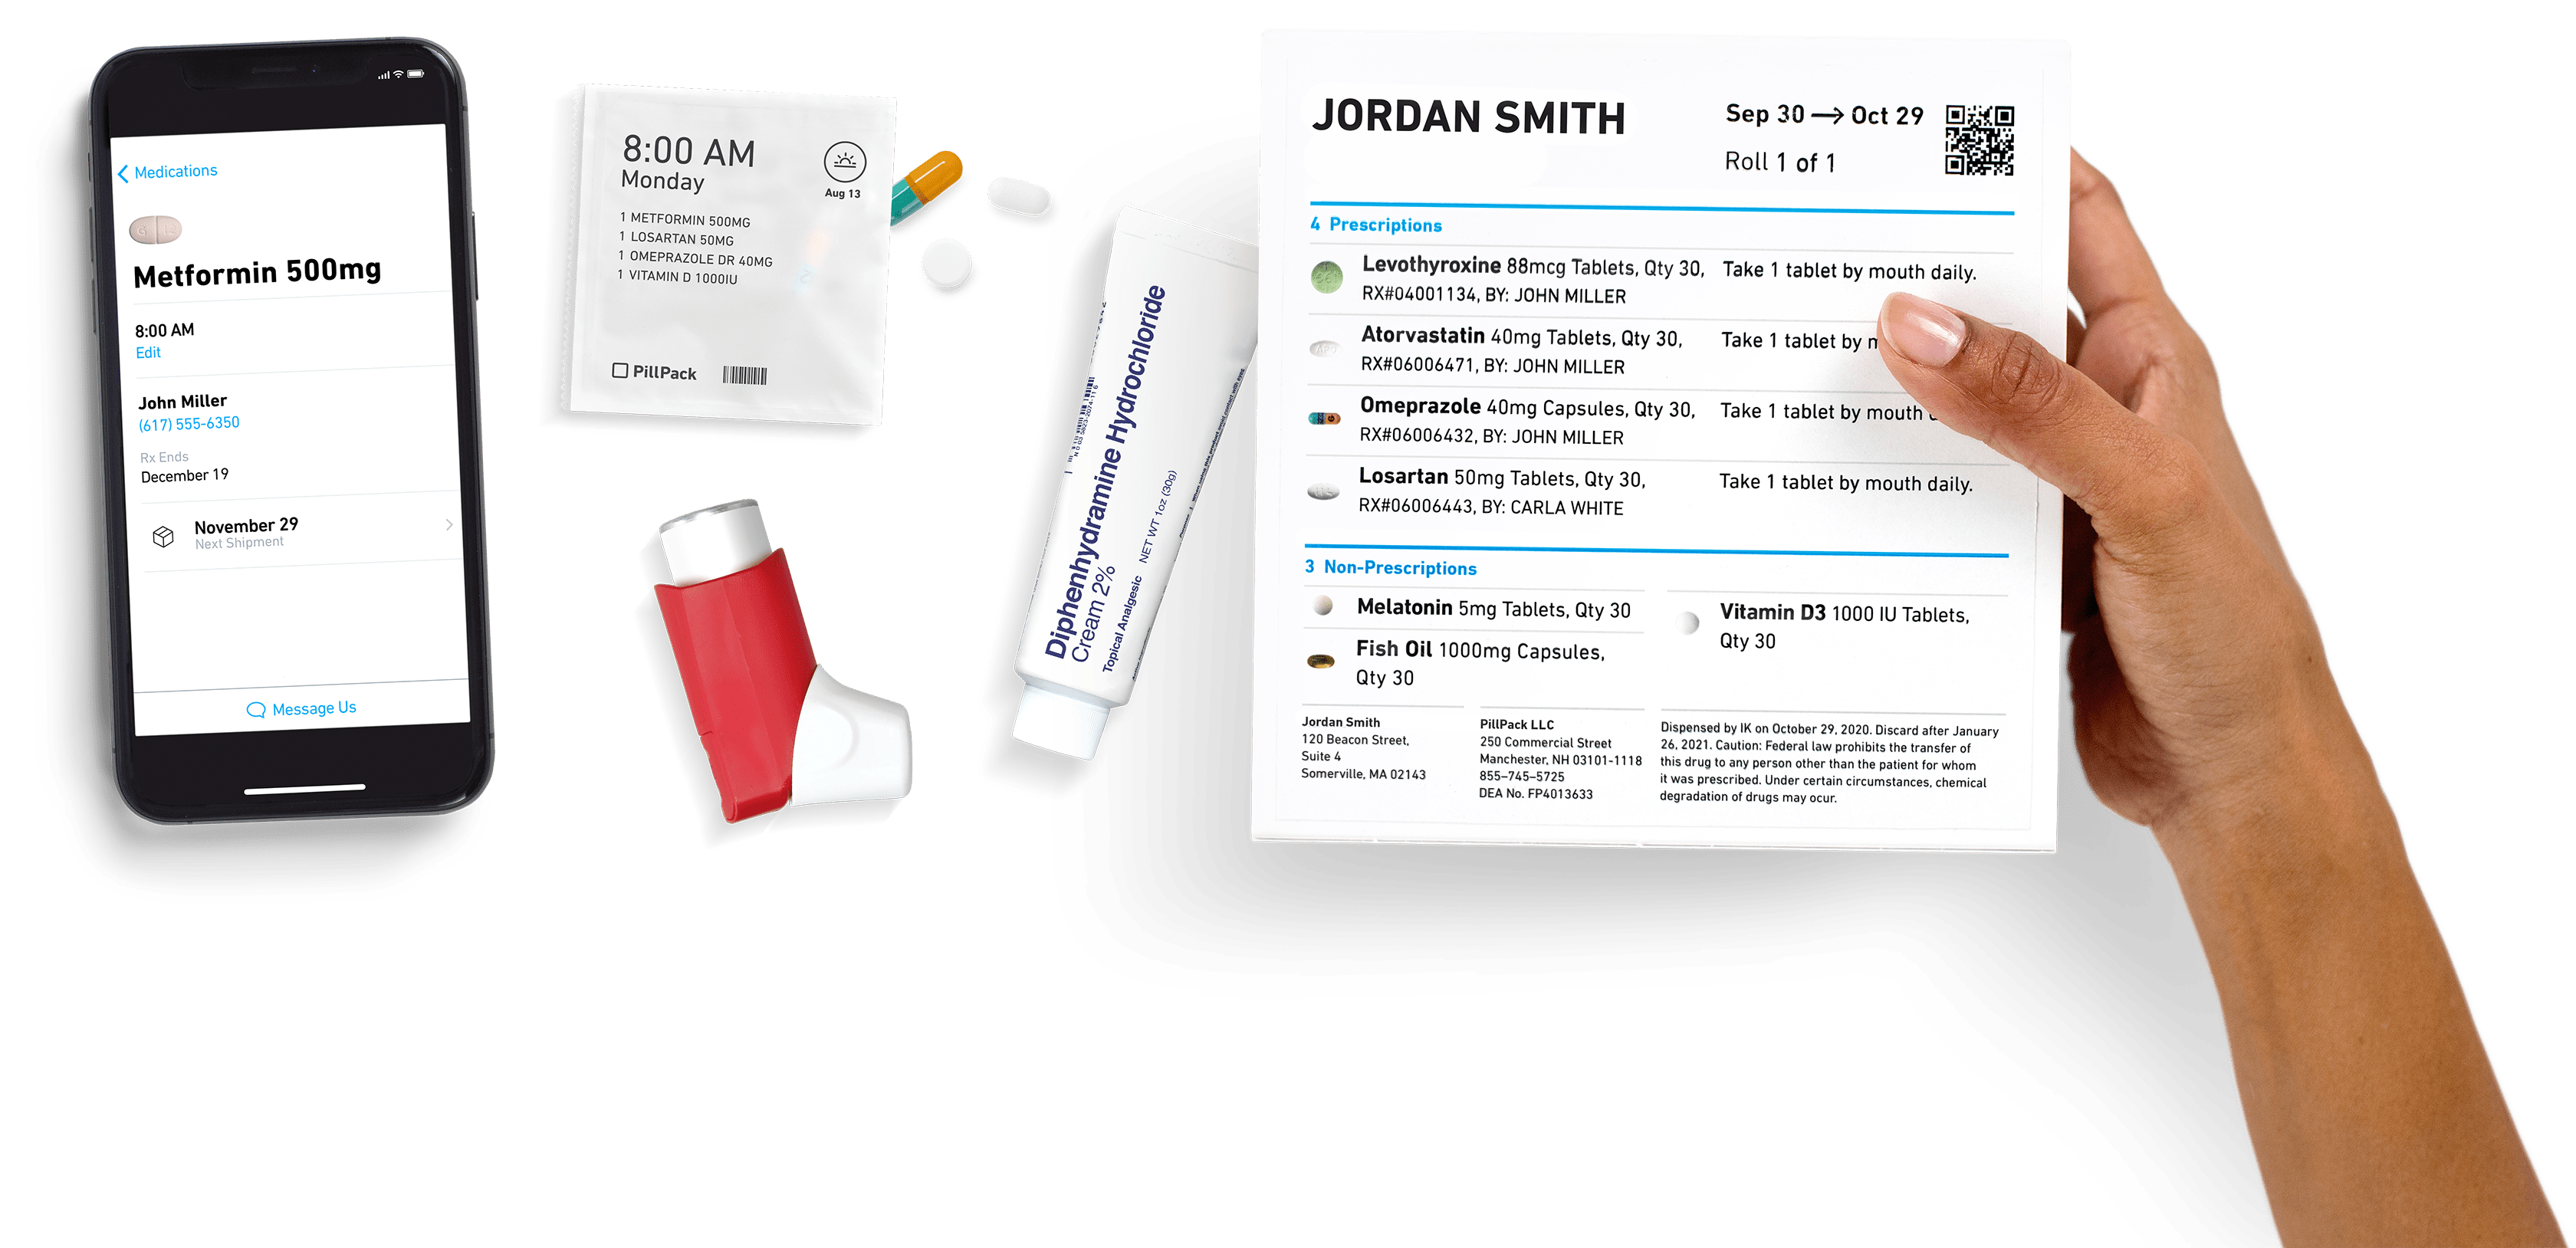 Medications
Metformin 500mg
8:00 AM
Edit
John Miller
(617) 555-6350
Rx Ends
December 19
November 29
Next Shipment
Message Us
8:00 AM
Monday
Aug 13
1 METFORMIN 500MG
1 LOSARTAN 50MG
1 OMEPRAZOLE DR 40MG
1 VITAMIN D 1000IU
PillPack
Diphenhydramine Hydrochloride
Cream 2%
Topical Analgesic NET WT 1oz (30g)
JORDAN SMITH
Sep 30 → Oct 29
Roll 1 of 1
4 Prescriptions
Levothyroxine 88mcg Tablets, Qty 30, Take 1 tablet by mouth daily.
RX#04001134, BY: JOHN MILLER
Atorvastatin 40mg Tablets, Qty 30, Take 1 tablet by
RX#06006471, BY: JOHN MILLER
Omeprazole 40mg Capsules, Qty 30, Take 1 tablet by mouth
RX#06006432, BY: JOHN MILLER
Losartan 50mg Tablets, Qty 30, Take 1 tablet by mouth daily.
RX#06006443, BY: CARLA WHITE
3 Non-Prescriptions
Melatonin 5mg Tablets, Qty 30
Fish Oil 1000mg Capsules,
Qty 30
Vitamin D3 1000 IU Tablets,
Qty 30
Jordan Smith
120 Beacon Street,
Suite 4
Somerville, MA 02143
PillPack LLC
250 Commercial Street
Manchester, NH 03101-1118
855-745-5725
DEA No. FP4013633
Dispensed by IK on October 29, 2020. Discard after January
26, 2021. Caution: Federal law prohibits the transfer of
this drug to any person other than the patient for whom
it was prescribed. Under certain circumstances, chemical
degradation of drugs may ocur.